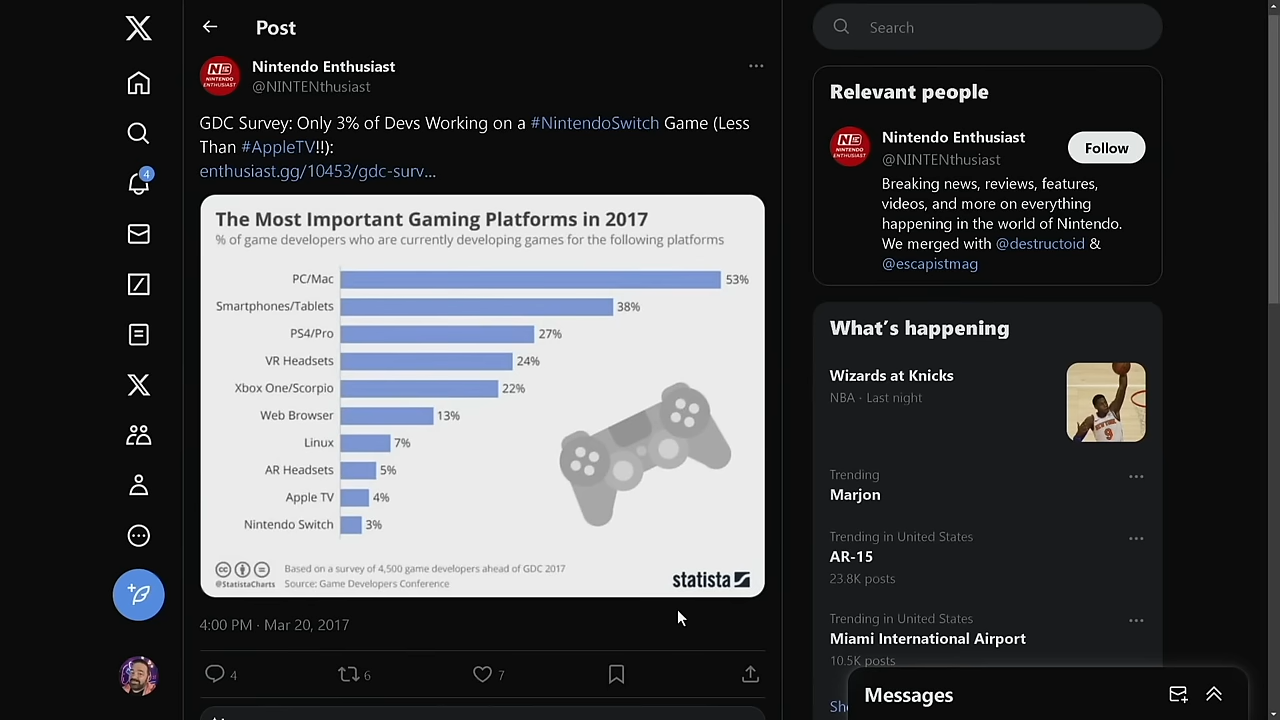 Post
Search
Nintendo Enthusiast
@NINTENthusiast
GDC Survey: Only 3% of Devs Working on a #NintendoSwitch Game (Less
Than #AppleTV!!):
enthusiast.gg/10453/gdc-surv...
The Most Important Gaming Platforms in 2017
% of game developers who are currently developing games for the following platforms
PC/Mac 53%
Smartphones/Tablets 38%
PS4/Pro 27%
VR Headsets 24%
Xbox One/Scorpio 22%
Web Browser 13%
Linux 7%
AR Headsets 5%
Apple TV 4%
Nintendo Switch 3%
@StatistaCharts
Based on a survey of 4,500 game developers ahead of GDC 2017
Source: Game Developers Conference
statista
4:00 PM · Mar 20, 2017
4 6 7
4
Relevant people
Nintendo Enthusiast
@NINTENthusiast
Follow
Breaking news, reviews, features,
videos, and more on everything
happening in the world of Nintendo.
We merged with @destructoid &
@escapistmag
What's happening
Wizards at Knicks
NBA · Last night
Trending
Marjon
Trending in United States
AR-15
23.8K posts
Trending in United States
Miami International Airport
10.5K posts
Messages